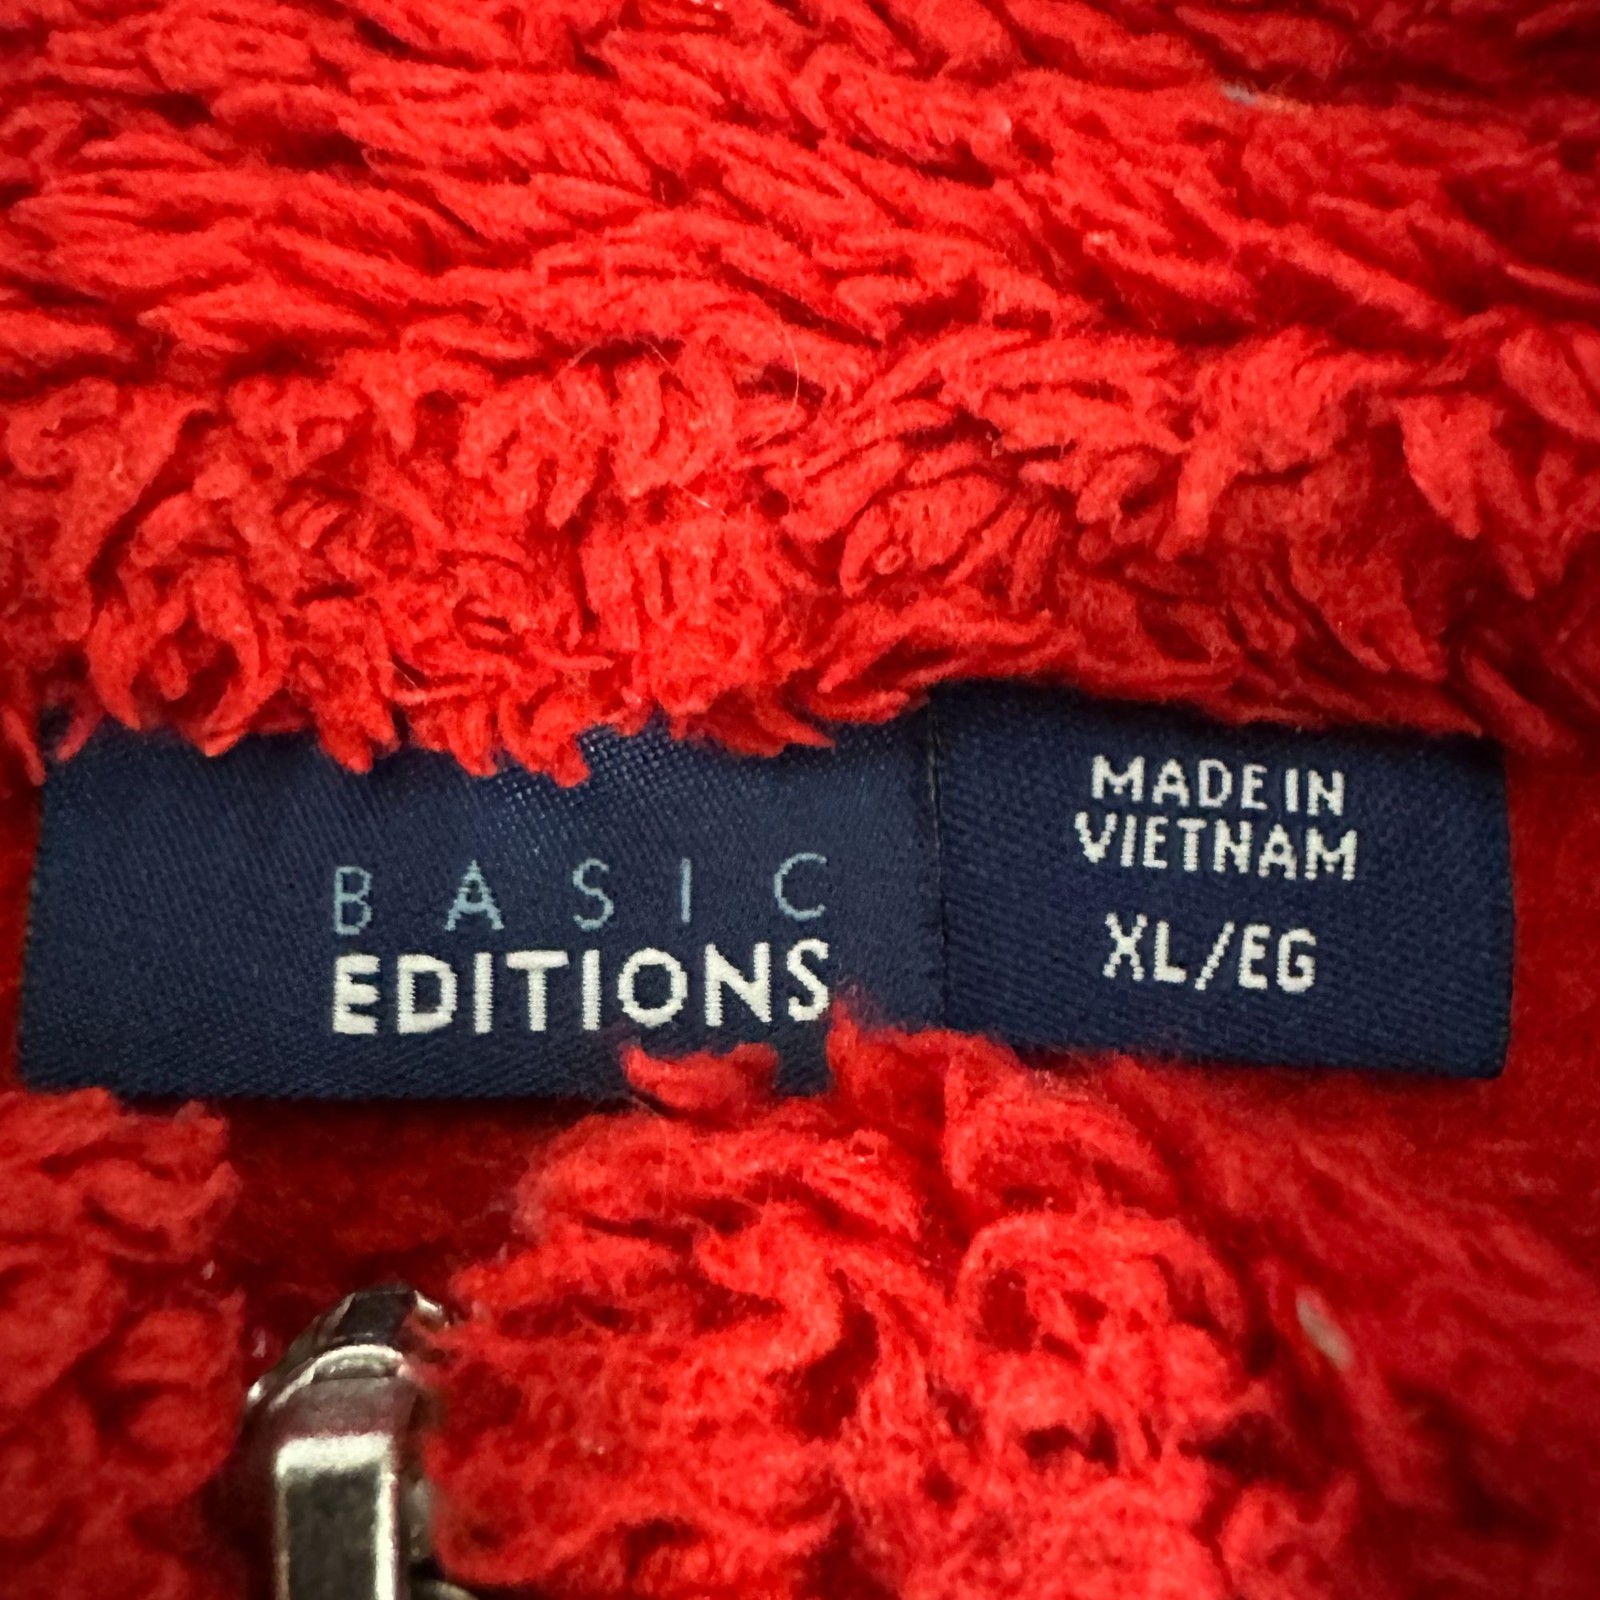 BASIC
EDITIONS
MADE IN
VIETNAM
XL/EG